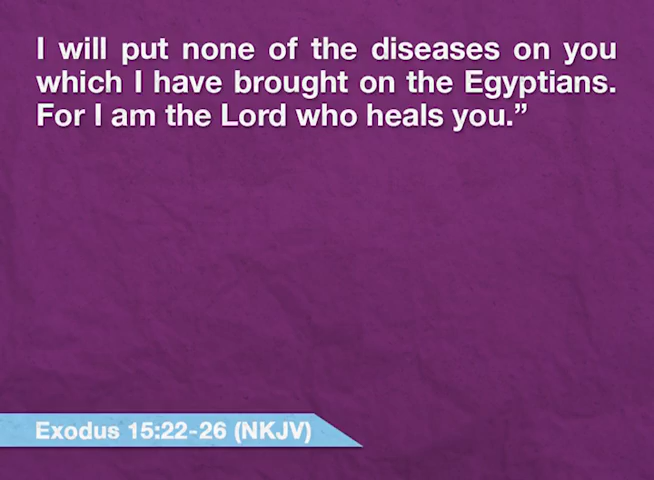 I will put none of the diseases on you
which I have brought on the Egyptians.
For I am the Lord who heals you.”
Exodus 15:22-26 (NKJV)